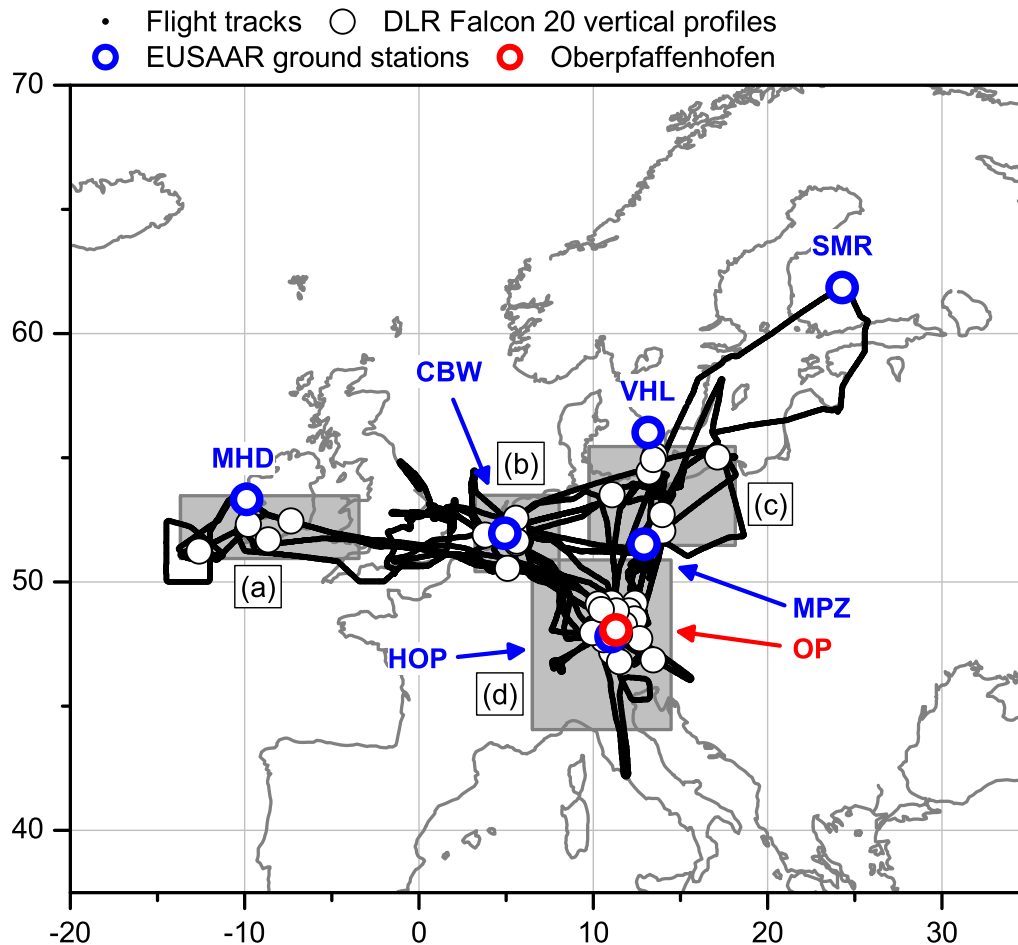 Flight tracks DLR Falcon 20 vertical profiles
EUSAAR ground stations Oberpfaffenhofen
70
SMR
60
CBW
VHL
MHD
(b)
(c)
50
(a)
MPZ
HOP
OP
(d)
40
-20 -10 0 10 20 30